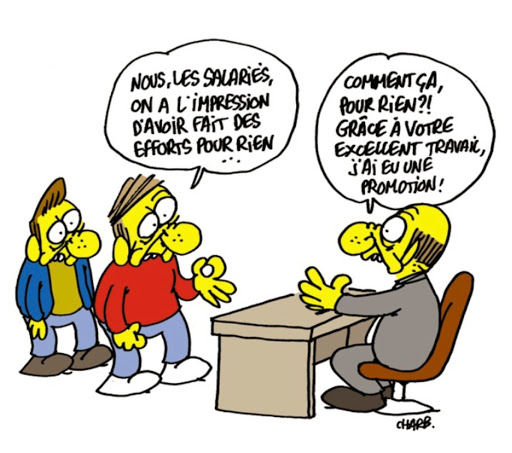 NOUS, LES SALARIÉS,
ON A L'IMPRESSION
D'AVOIR FAIT DES
EFFORTS POUR RIEN
...
COMMENT ÇA,
POUR RIEN?!
GRÂCE À VOTRE
EXCELLENT TRAVAIL,
J'AI EU UNE
PROMOTION!
CHARB.